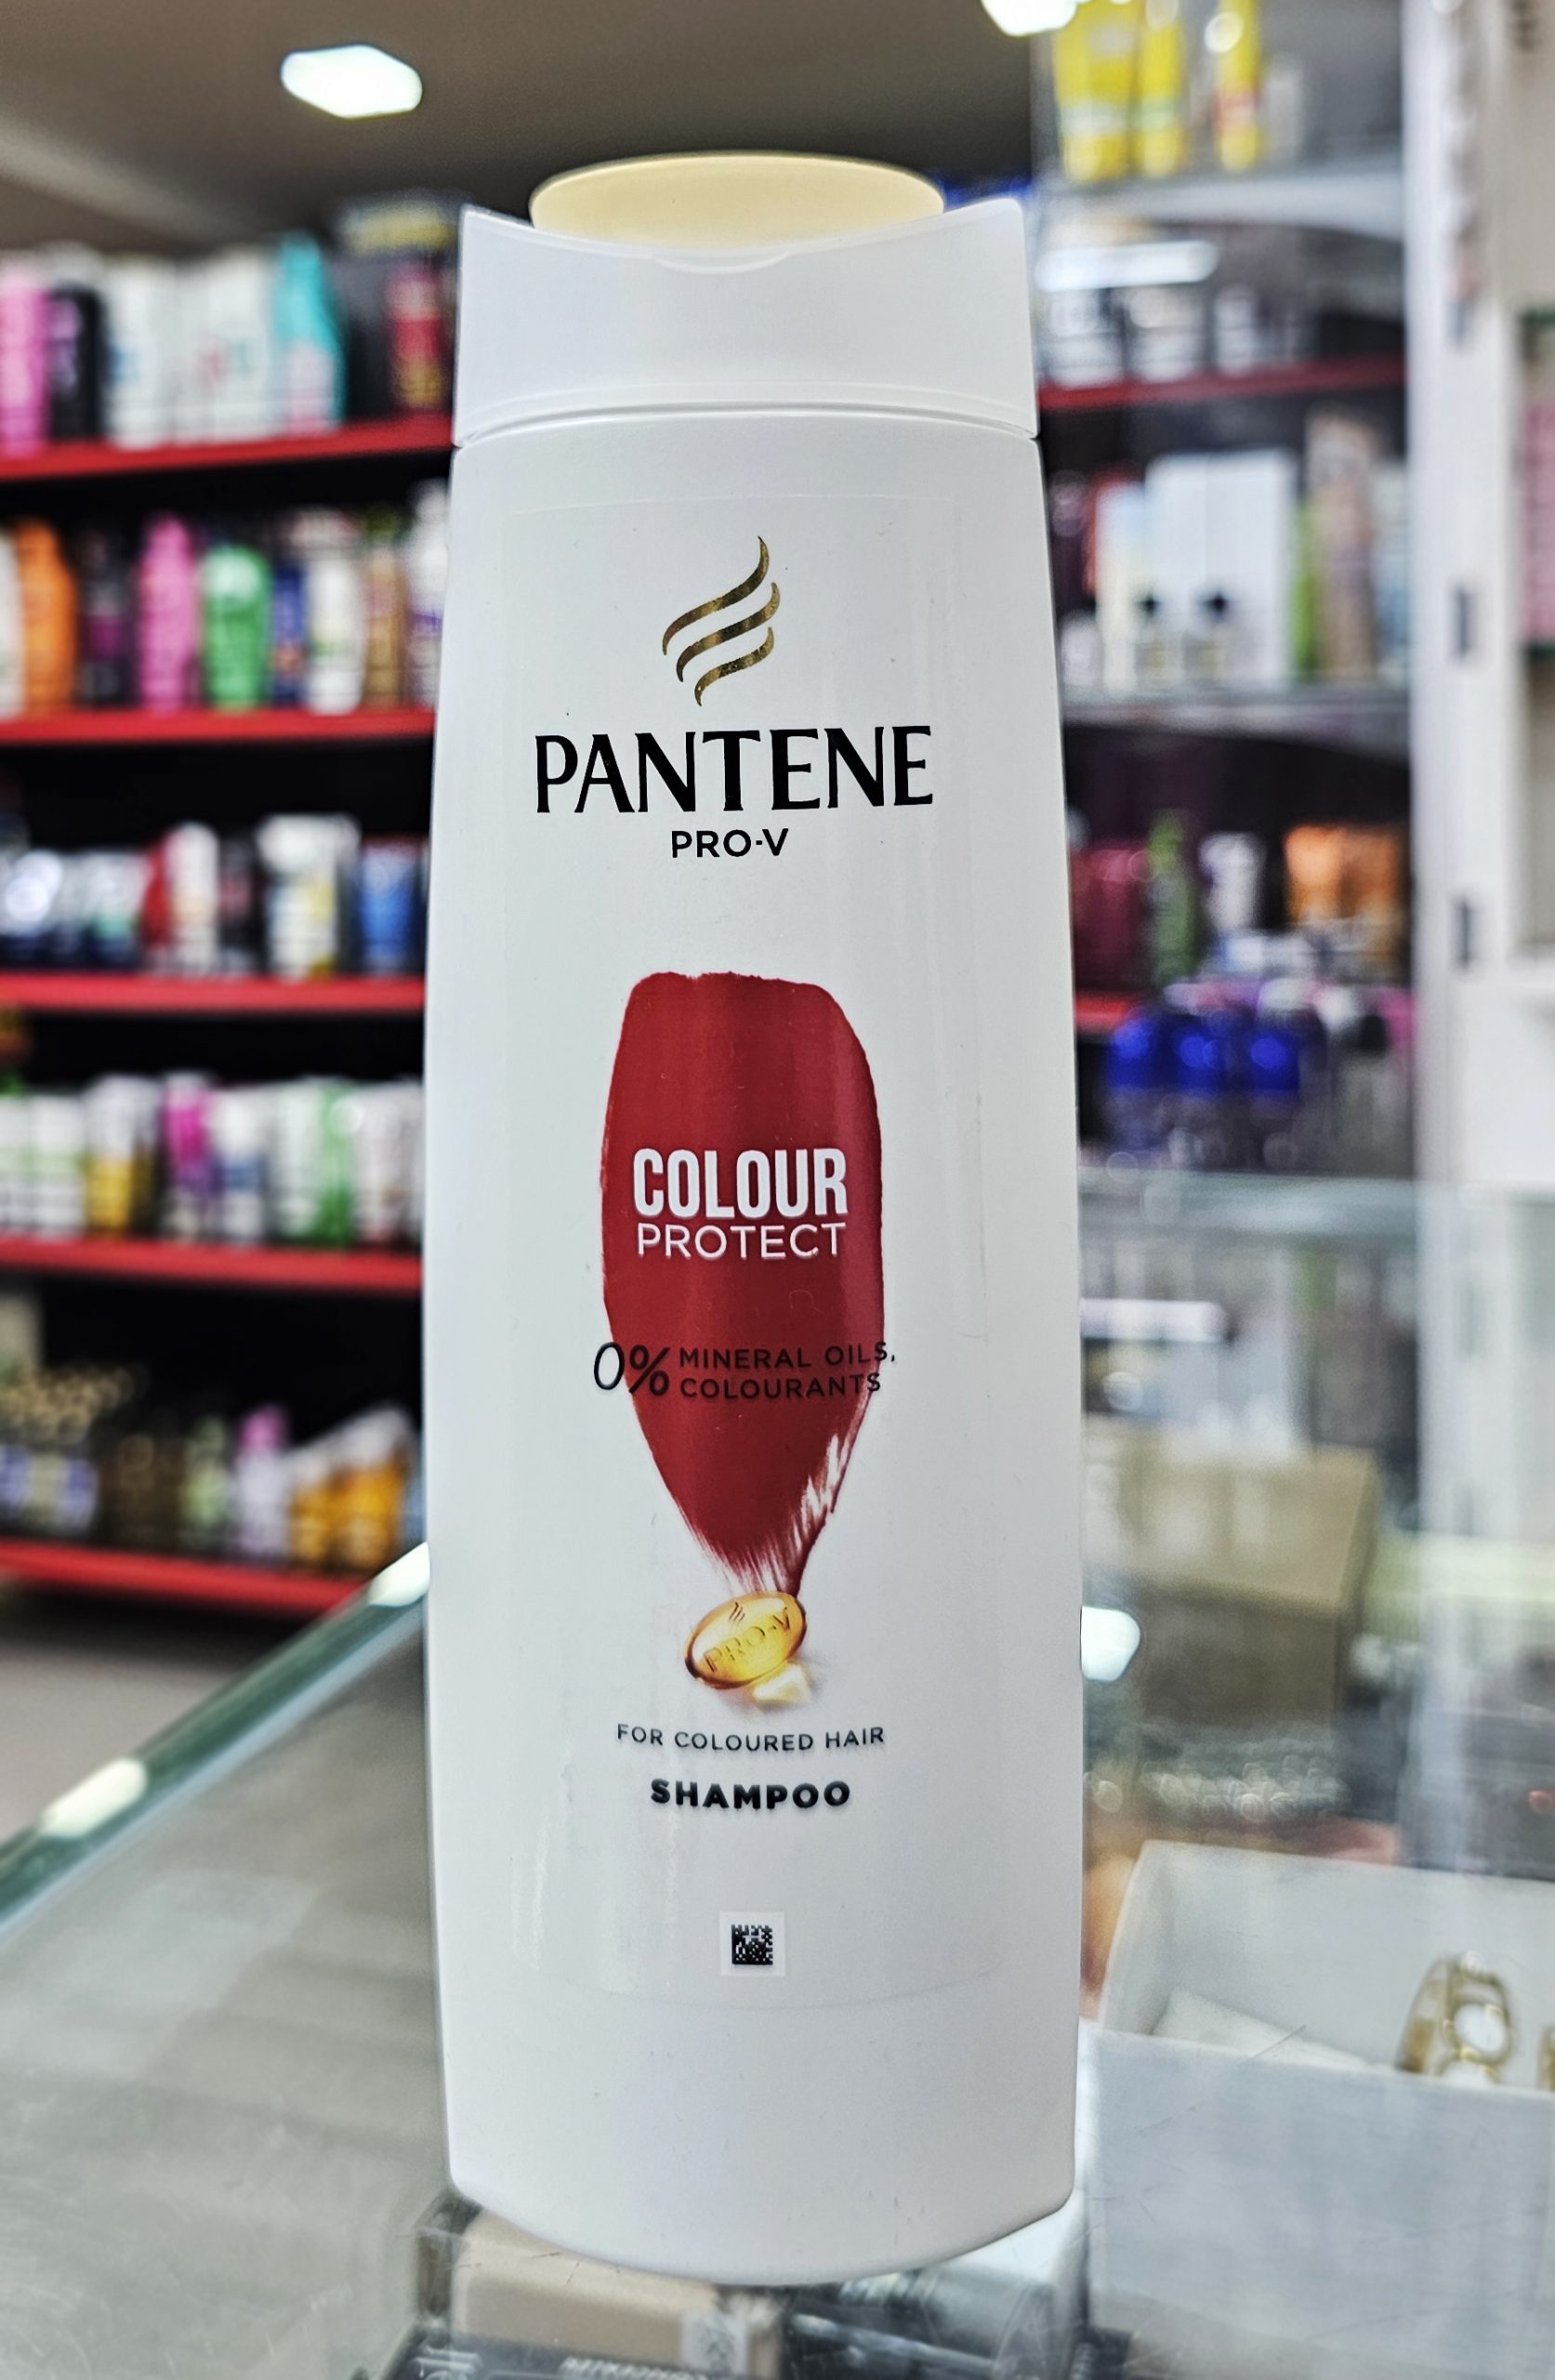 PANTENE
PRO-V
COLOUR
PROTECT
0% MINERAL OILS,
COLOURANTS
PRO-V
FOR COLOURED HAIR
SHAMPOO